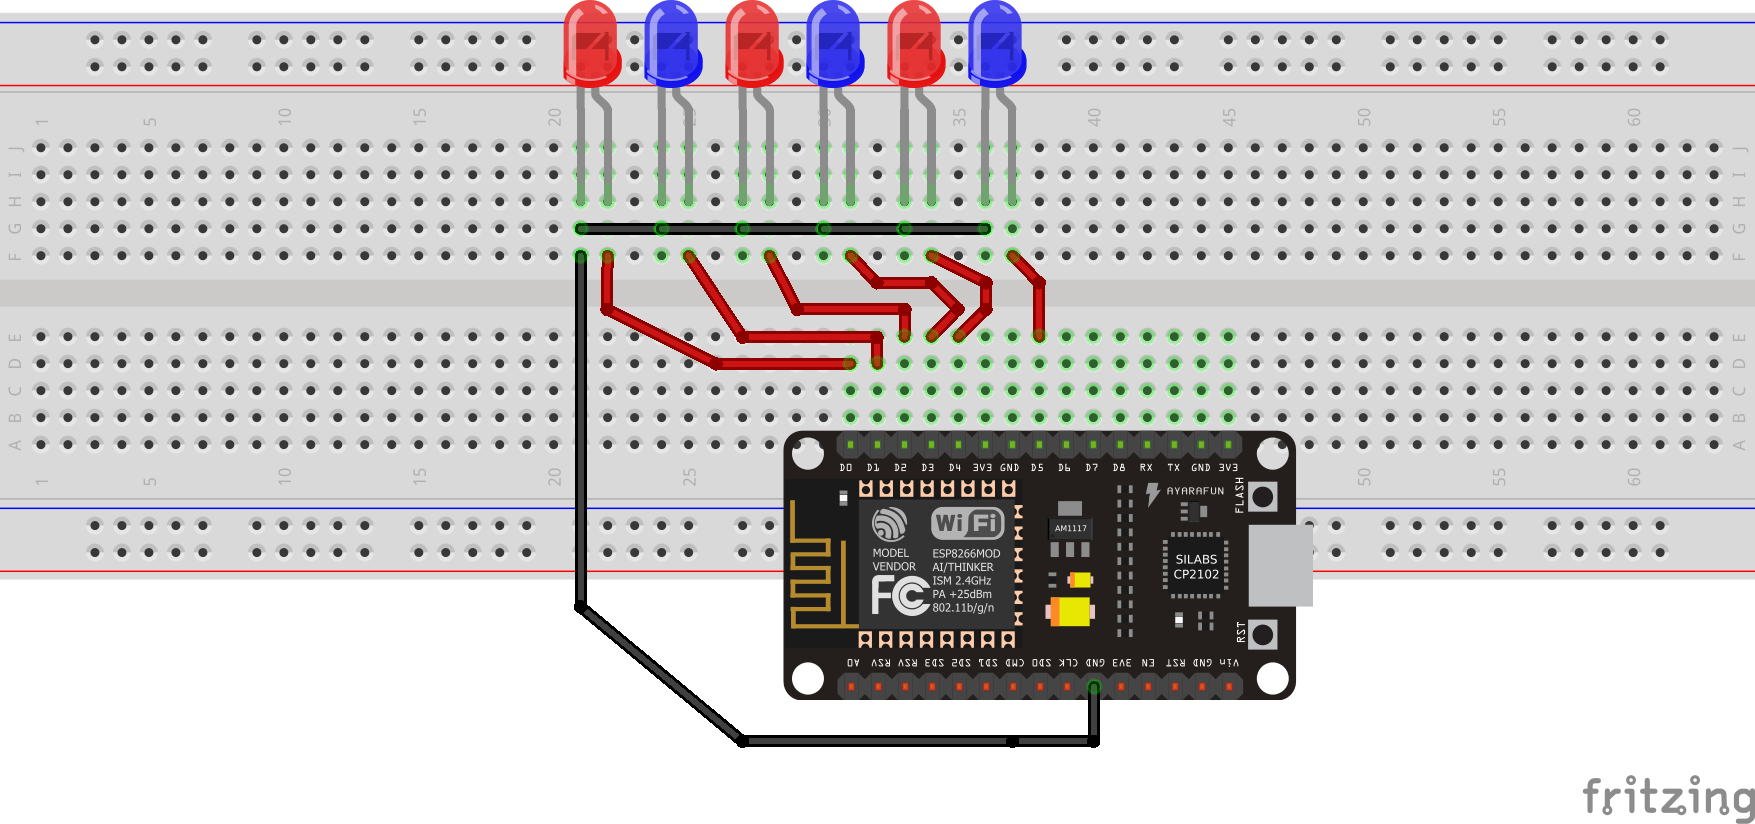 1 5 10 15 20 25 30 35 40 45 50 55 60
J J
I I
H H
G G
F F
E E
D D
C C
B B
A A
D0 D1 D2 D3 D4 3V3 GND D5 D6 D7 D8 RX TX GND 3V3
1 5 10 15 20 25 50 55 60
FLASH
AYARAFUN
WiFi
AM1117
MODEL
VENDOR
FC
ESP8266MOD
AI/THINKER
ISM 2.4GHz
PA +25dBm
802.11b/g/n
SILABS
CP2102
RST
A0 RSV RSV SD3 SD2 SD1 CMD SD0 CLK GND 3V3 EN RST GND Vin
fritzing